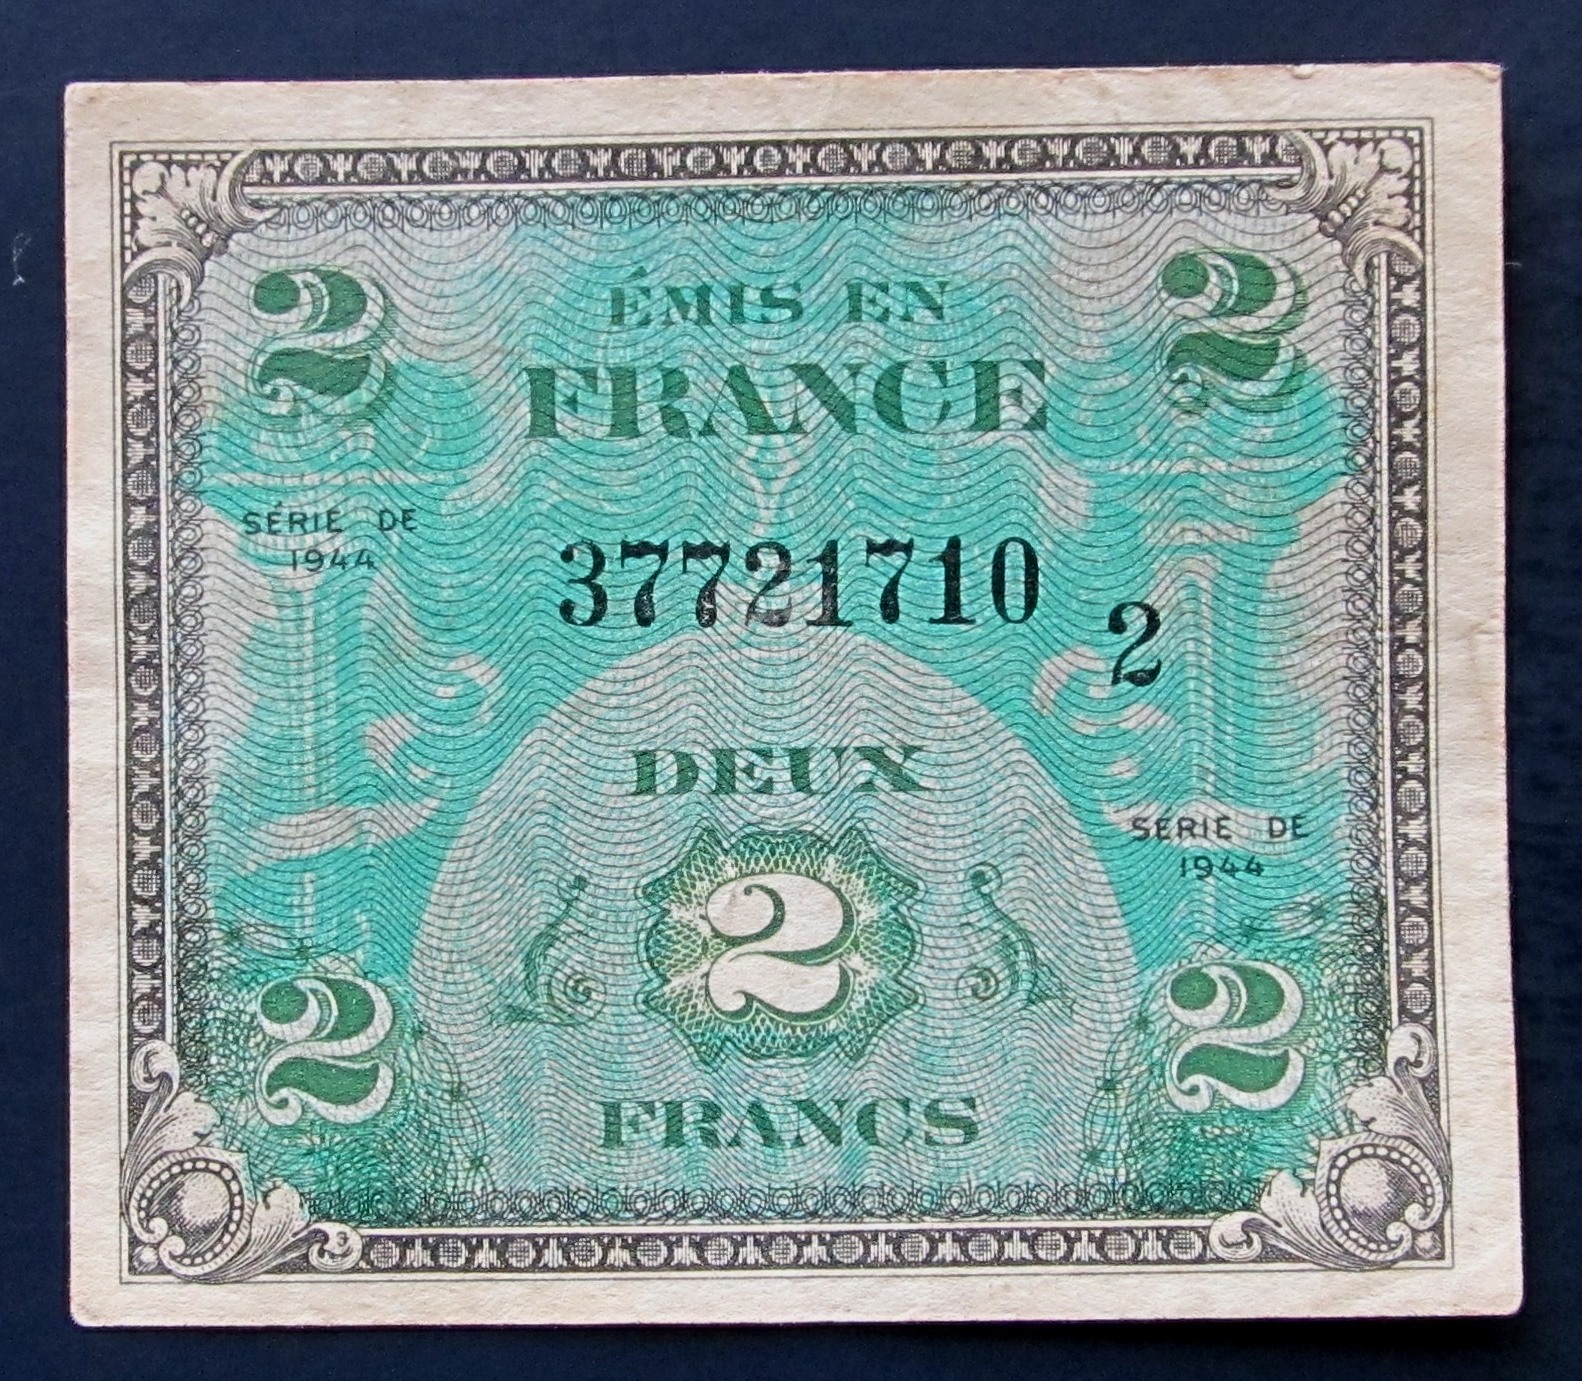 2 2
ÉMIS EN
FRANCE
SÉRIE DE
1944
37721710
2
DEUX
SÉRIE DE
1944
2
2 2
FRANCS